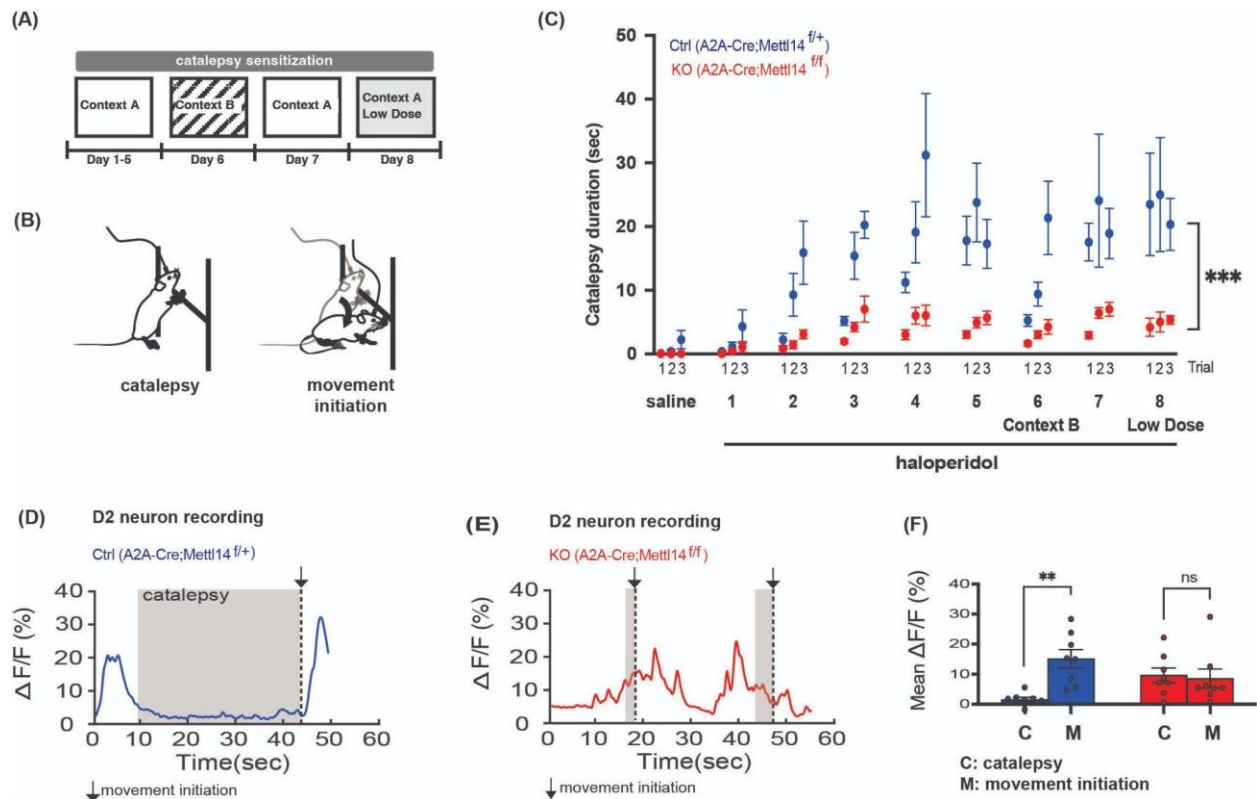 (A)
catalepsy sensitization
Context A
Context B
Context A
Context A
Low Dose
Day 1-5
Day 6
Day 7
Day 8
(B)
catalepsy
movement
initiation
(C)
Ctrl (A2A-Cre;Mettl14 f/+)
KO (A2A-Cre;Mettl14 f/f)
Catalepsy duration (sec)
50
40
30
20
10
0
***
123 123 123 123 123 123 123 123 123 Trial
saline 1 2 3 4 5 6 7 8
Context B Low Dose
haloperidol
(D)
D2 neuron recording
Ctrl (A2A-Cre;Mettl14 f/+)
ΔF/F (%)
40
30
20
10
0
catalepsy
0 10 20 30 40 50 60
Time(sec)
movement initiation
(E)
D2 neuron recording
KO (A2A-Cre;Mettl14 f/f)
ΔF/F (%)
40
30
20
10
0
0 10 20 30 40 50 60
Time(sec)
movement initiation
(F)
Mean ΔF/F (%)
40
30
20
10
0
**
ns
C M C M
C: catalepsy
M: movement initiation